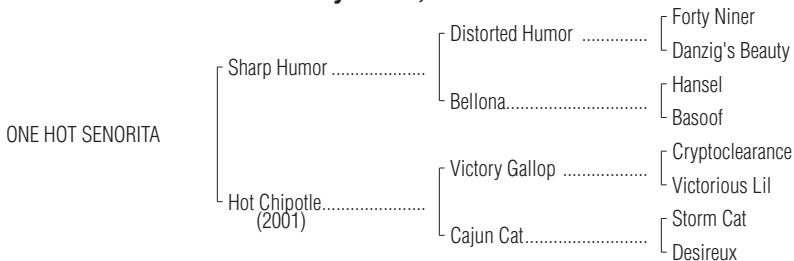 Forty Niner
Distorted Humor ..............
Danzig's Beauty
Sharp Humor ....................
Hansel
Bellona..............................
Basoof
ONE HOT SENORITA
Cryptoclearance
Victory Gallop ..................
Victorious Lil
Hot Chipotle......................
(2001)
Storm Cat
Cajun Cat..........................
Desireux